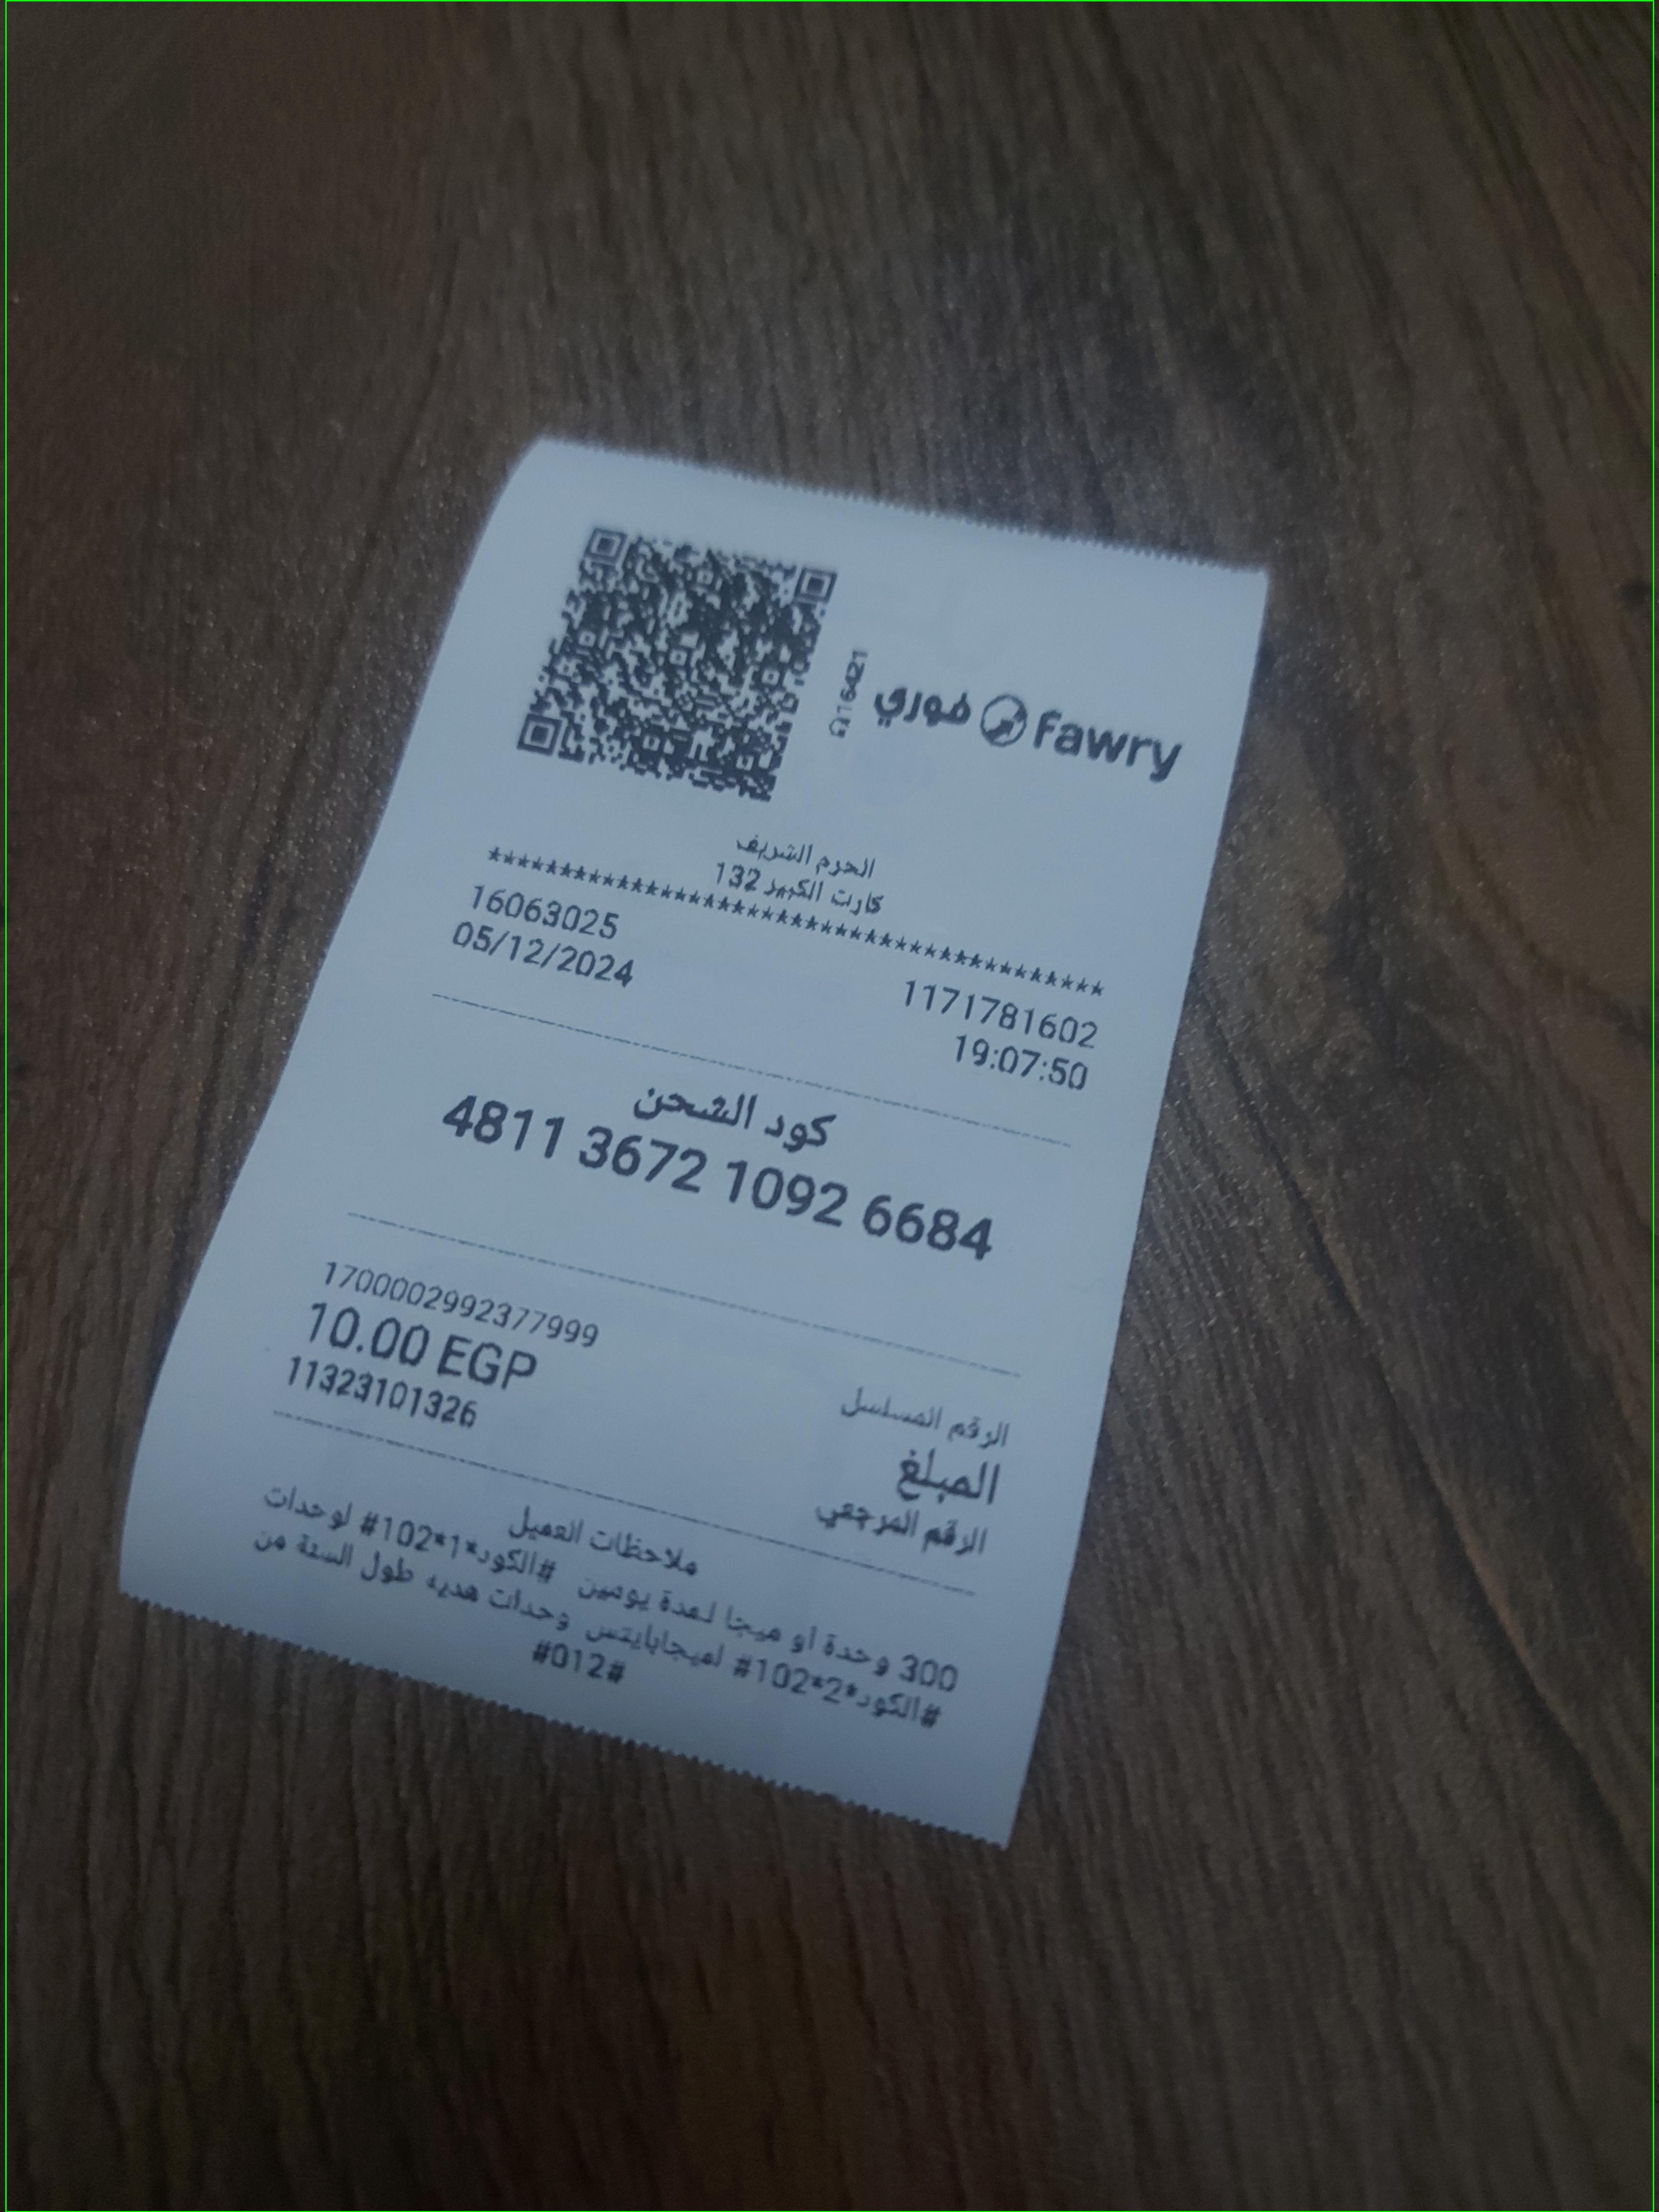 فوري fawry
16421
الحرم الشريف
كارت الكبير 132
******************************************
16063025 1171781602
05/12/2024 19:07:50
كود الشحن
4811 3672 1092 6684
الرقم المسلسل 1700002992377999
المبلغ 10.00 EGP
الرقم المرجعي 11323101326
ملاحظات العميل
300 وحدة او ميجا لمدة يومين #الكود*1*102# لوحدات
#الكود*2*102# لميجابايتس وحدات هديه طول السنة من
#012#